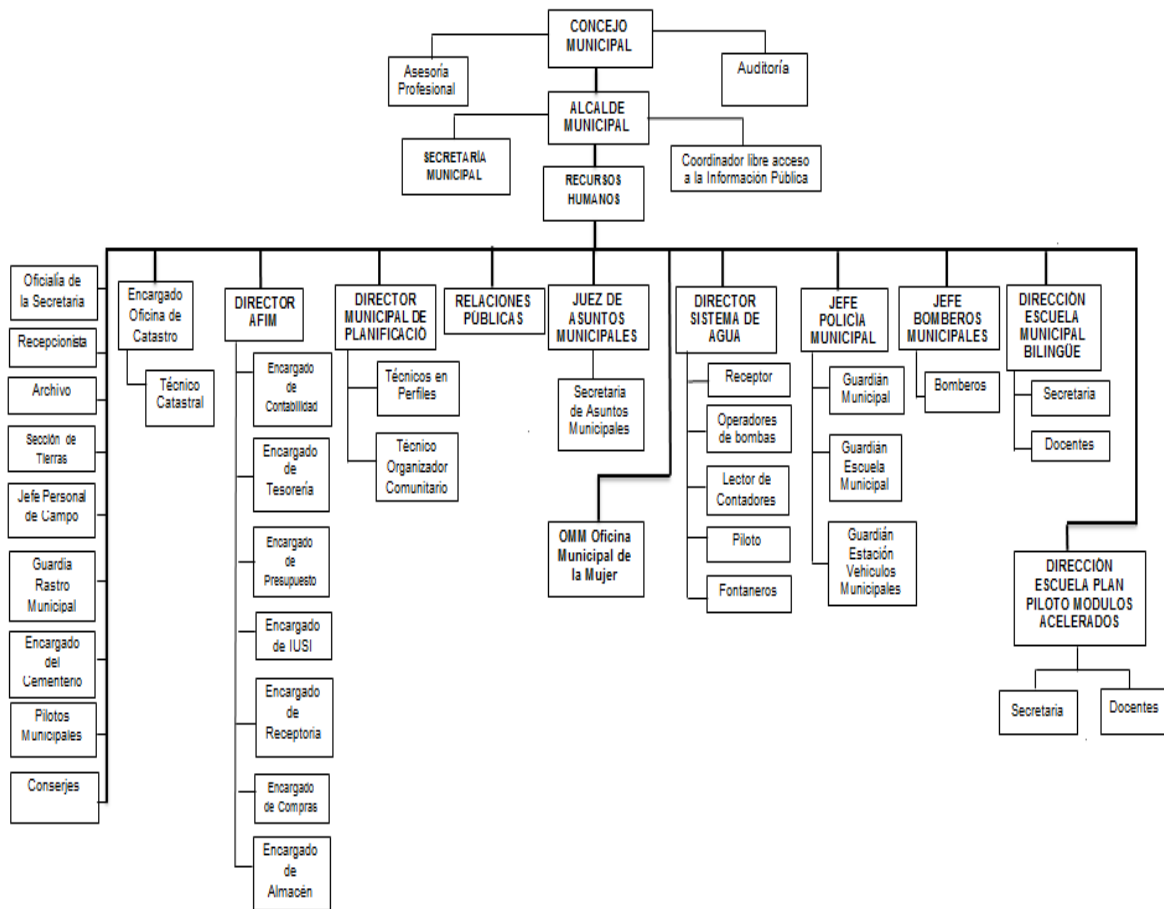 CONCEJO
MUNICIPAL
Asesoría
Profesional
Auditoría
ALCALDE
MUNICIPAL
SECRETARÍA
MUNICIPAL
Coordinador libre acceso
a la Información Pública
RECURSOS
HUMANOS
Oficialía de
la Secretaria
Recepcionista
Archivo
Sección de
Tierras
Jefe Personal
de Campo
Guardia
Rastro
Municipal
Encargado
del
Cementerio
Pilotos
Municipales
Conserjes
Encargado
Oficina de
Catastro
Técnico
Catastral
DIRECTOR
AFIM
Encargado
de
Contabilidad
Encargado
de
Tesorería
Encargado
de
Presupuesto
Encargado
de IUSI
Encargado
de
Receptoria
Encargado
de Compras
Encargado
de
Almacén
DIRECTOR
MUNICIPAL DE
PLANIFICACIÓ
Técnicos en
Perfiles
Técnico
Organizador
Comunitario
RELACIONES
PÚBLICAS
JUEZ DE
ASUNTOS
MUNICIPALES
Secretaria
de Asuntos
Municipales
OMM Oficina
Municipal de
la Mujer
DIRECTOR
SISTEMA DE
AGUA
Receptor
Operadores
de bombas
Lector de
Contadores
Piloto
Fontaneros
JEFE
POLICÌA
MUNICIPAL
Guardián
Municipal
Guardián
Escuela
Municipal
Guardián
Estación
Vehiculos
Municipales
JEFE
BOMBEROS
MUNICIPALES
Bomberos
DIRECCIÒN
ESCUELA
MUNICIPAL
BILINGÜE
Secretaria
Docentes
DIRECCIÓN
ESCUELA PLAN
PILOTO MODULOS
ACELERADOS
Secretaria
Docentes